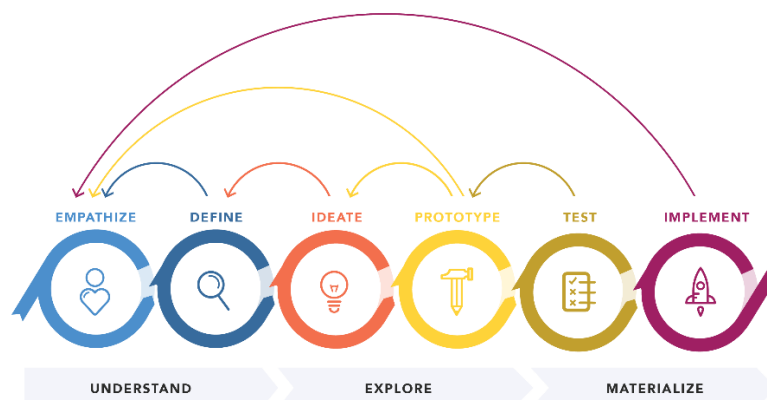 EMPATHIZE
DEFINE
IDEATE
PROTOTYPE
TEST
IMPLEMENT
UNDERSTAND
EXPLORE
MATERIALIZE